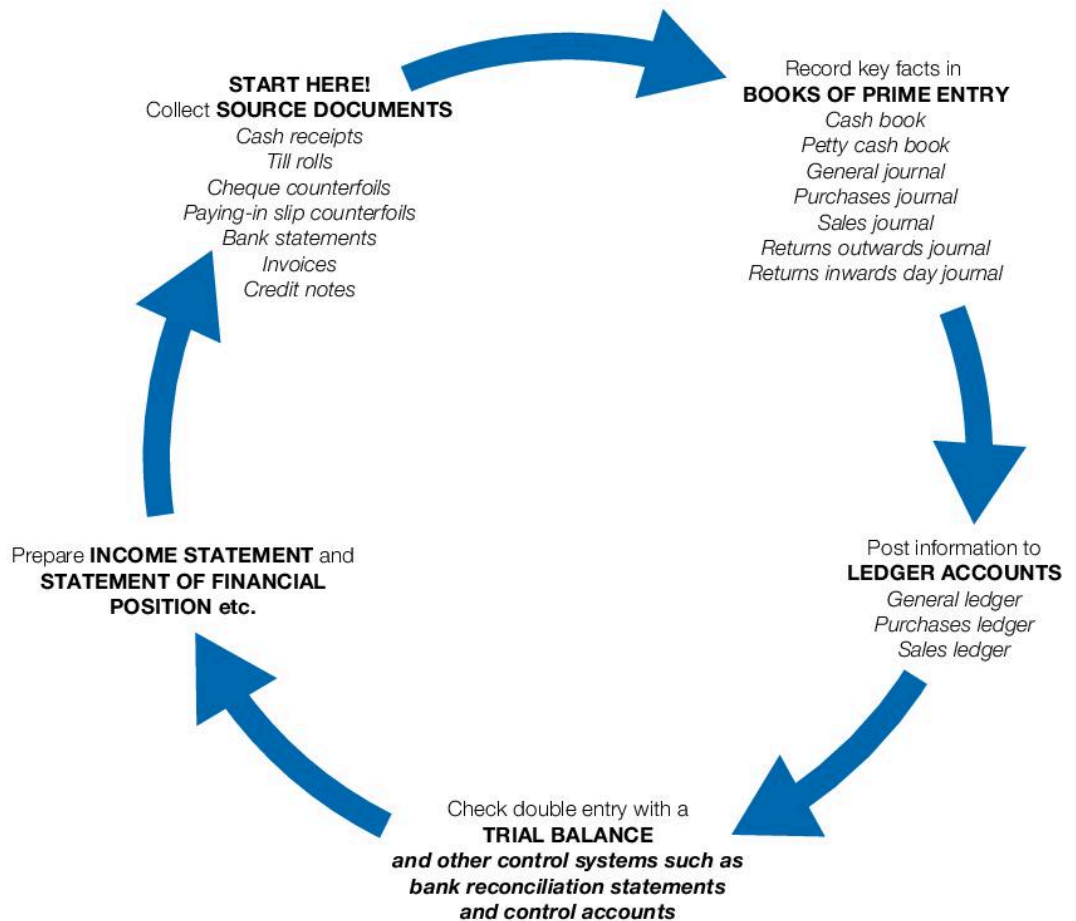 START HERE!
Collect SOURCE DOCUMENTS
Cash receipts
Till rolls
Cheque counterfoils
Paying-in slip counterfoils
Bank statements
Invoices
Credit notes
Record key facts in
BOOKS OF PRIME ENTRY
Cash book
Petty cash book
General journal
Purchases journal
Sales journal
Returns outwards journal
Returns inwards day journal
Post information to
LEDGER ACCOUNTS
General ledger
Purchases ledger
Sales ledger
Check double entry with a
TRIAL BALANCE
and other control systems such as
bank reconciliation statements
and control accounts
Prepare INCOME STATEMENT and
STATEMENT OF FINANCIAL
POSITION etc.